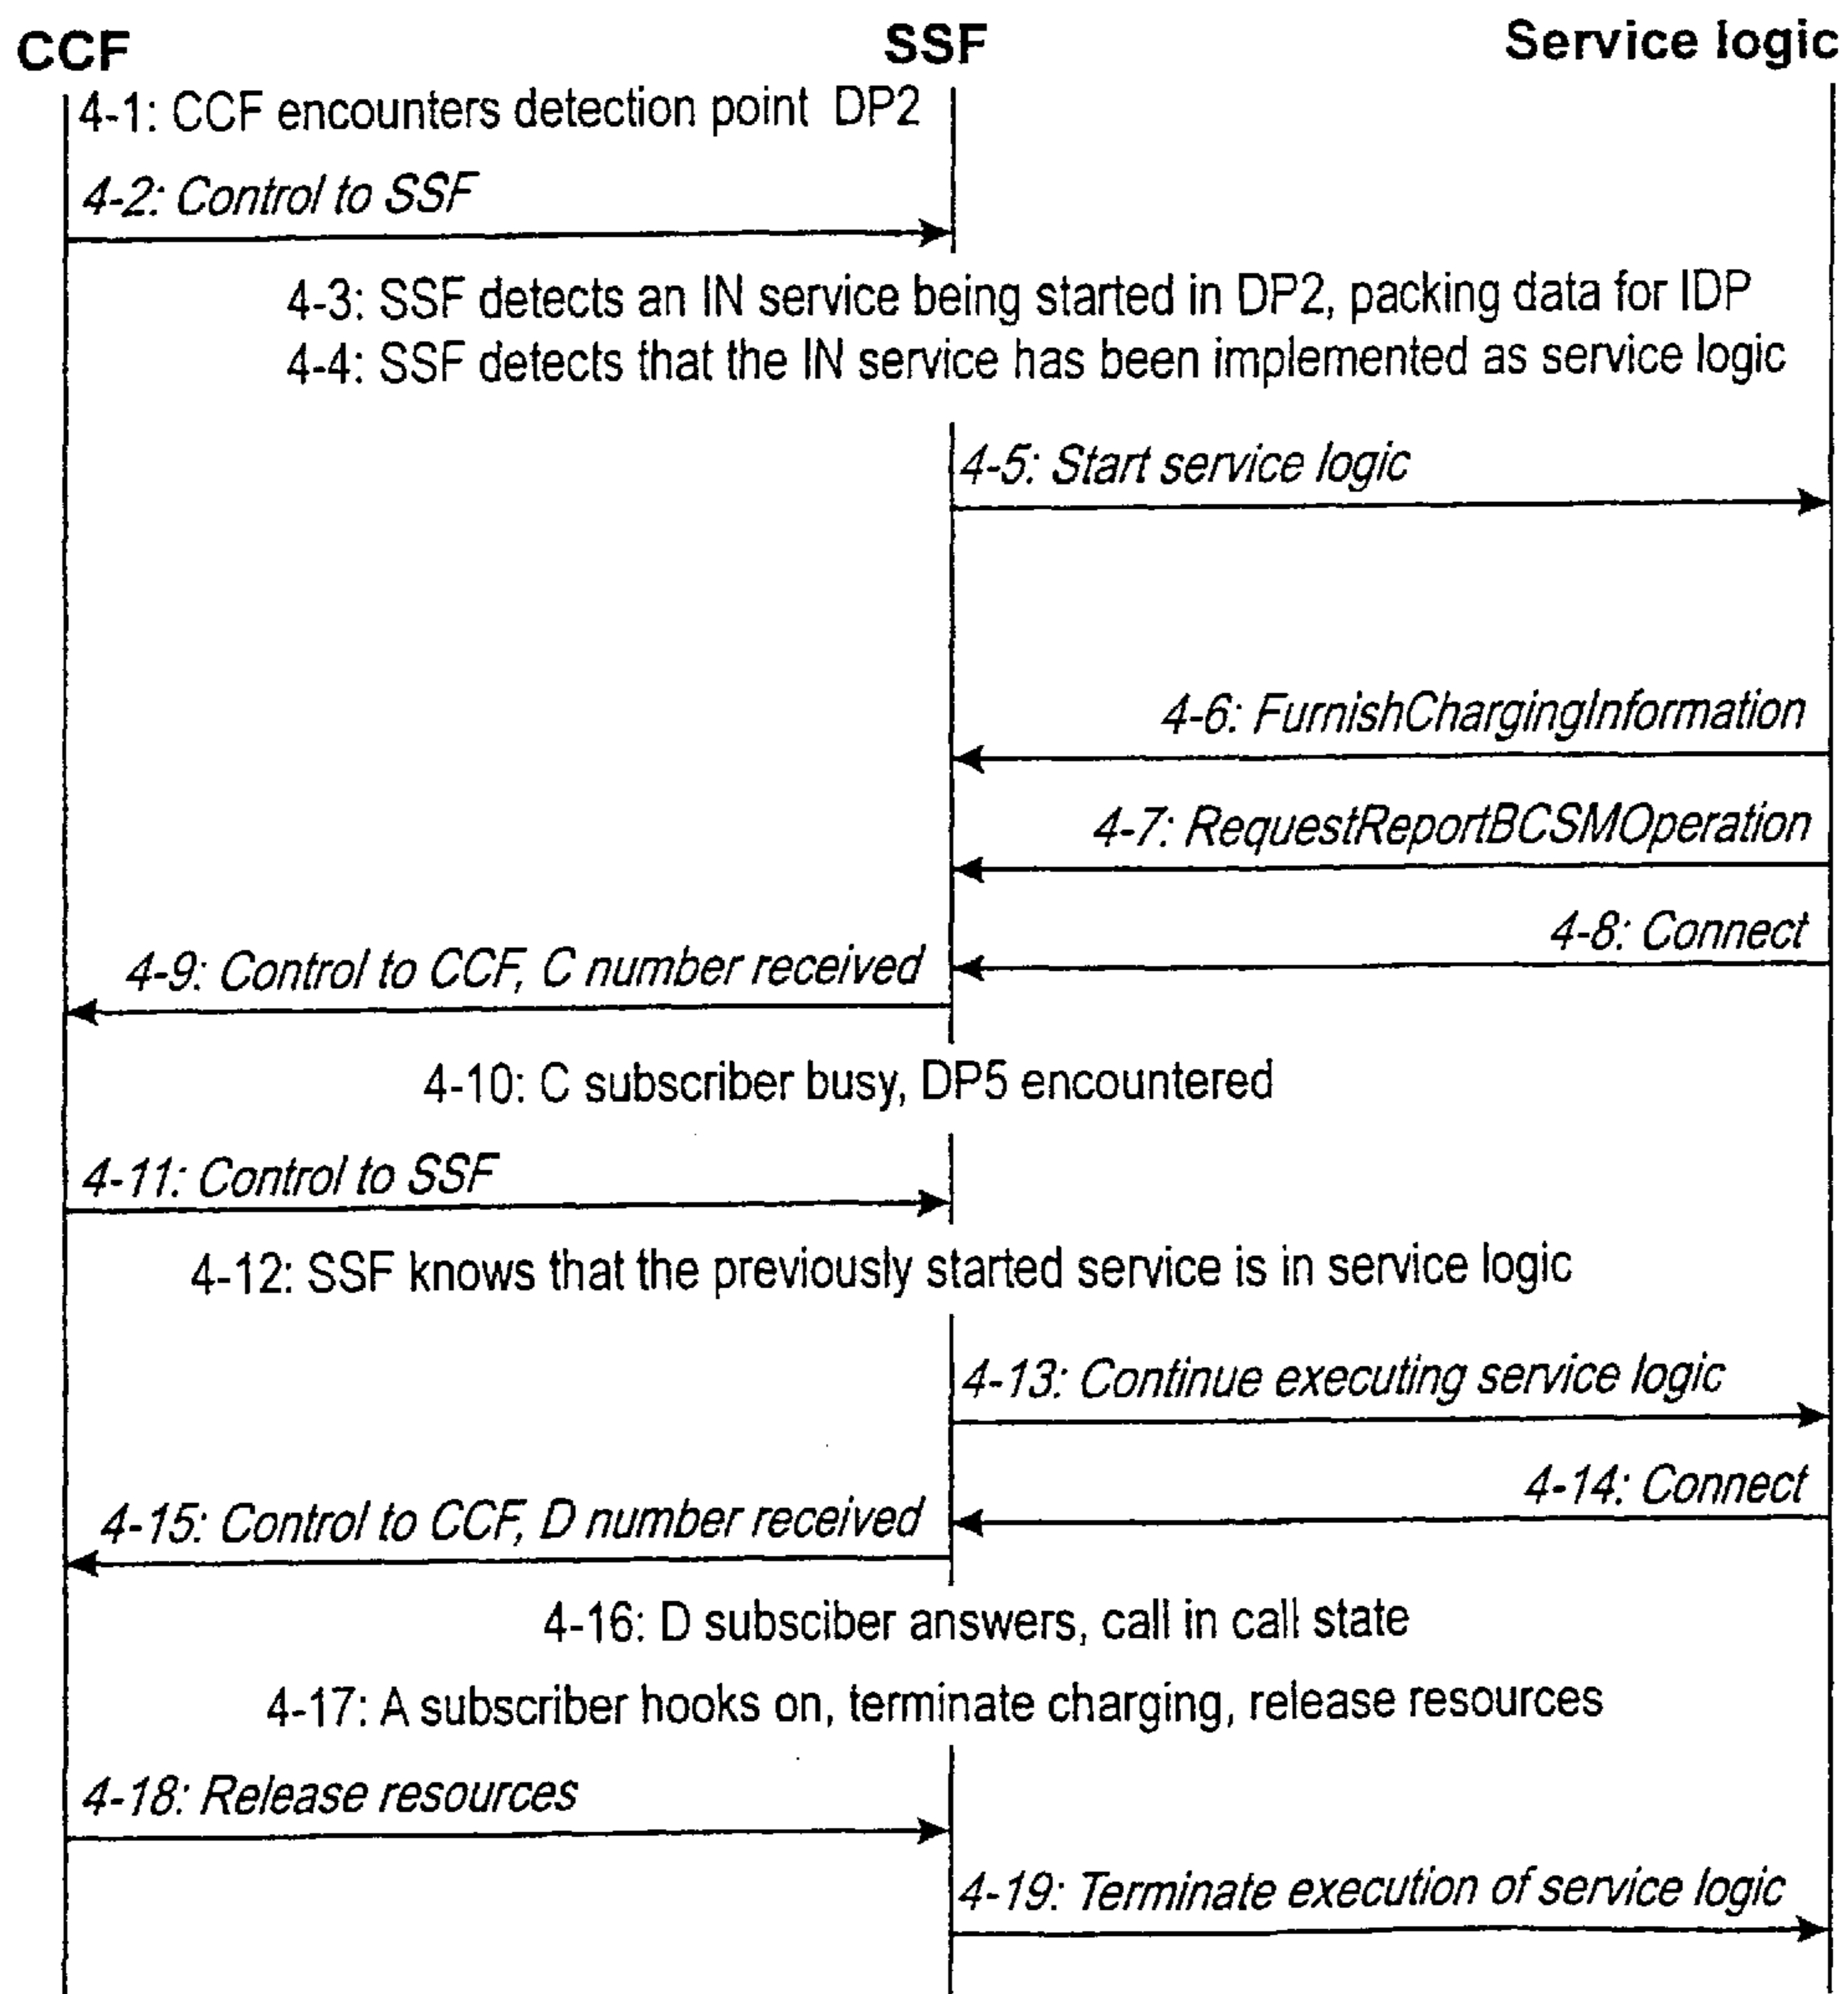 CCF SSF Service logic
4-1: CCF encounters detection point DP2
4-2: Control to SSF
4-3: SSF detects an IN service being started in DP2, packing data for IDP
4-4: SSF detects that the IN service has been implemented as service logic
4-5: Start service logic
4-6: FurnishChargingInformation
4-7: RequestReportBCSMOperation
4-8: Connect
4-9: Control to CCF, C number received
4-10: C subscriber busy, DP5 encountered
4-11: Control to SSF
4-12: SSF knows that the previously started service is in service logic
4-13: Continue executing service logic
4-14: Connect
4-15: Control to CCF, D number received
4-16: D subsciber answers, call in call state
4-17: A subscriber hooks on, terminate charging, release resources
4-18: Release resources
4-19: Terminate execution of service logic